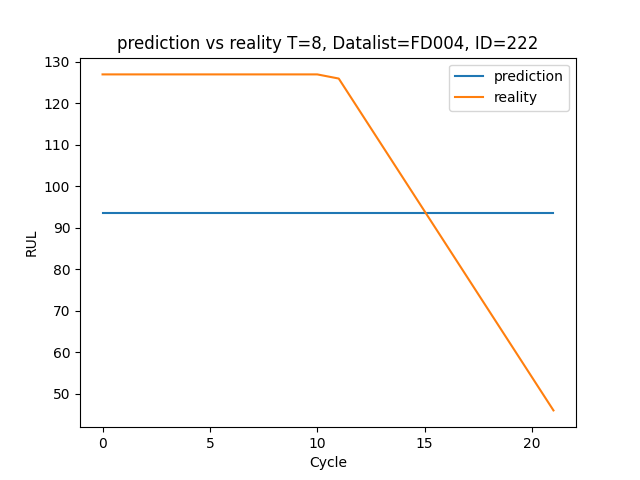 prediction vs reality T=8, Datalist=FD004, ID=222
prediction
reality
130
120
110
100
90
80
70
60
50
RUL
0 5 10 15 20
Cycle